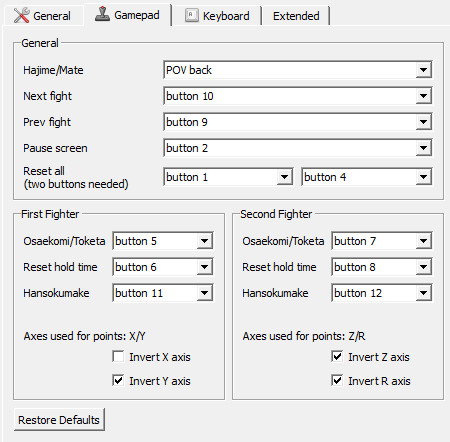 General Gamepad Keyboard Extended
General
Hajime/Mate POV back
Next fight button 10
Prev fight button 9
Pause screen button 2
Reset all
(two buttons needed) button 1 button 4
First Fighter
Osaekomi/Toketa button 5
Reset hold time button 6
Hansokumake button 11
Axes used for points: X/Y
Invert X axis
Invert Y axis
Second Fighter
Osaekomi/Toketa button 7
Reset hold time button 8
Hansokumake button 12
Axes used for points: Z/R
Invert Z axis
Invert R axis
Restore Defaults